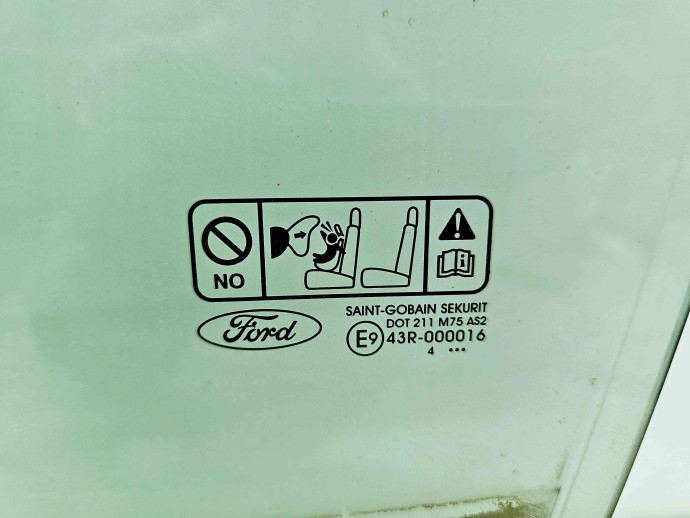 NO
Ford
SAINT-GOBAIN SEKURIT
DOT 211 M75 AS2
E9 43R-000016
4 •••